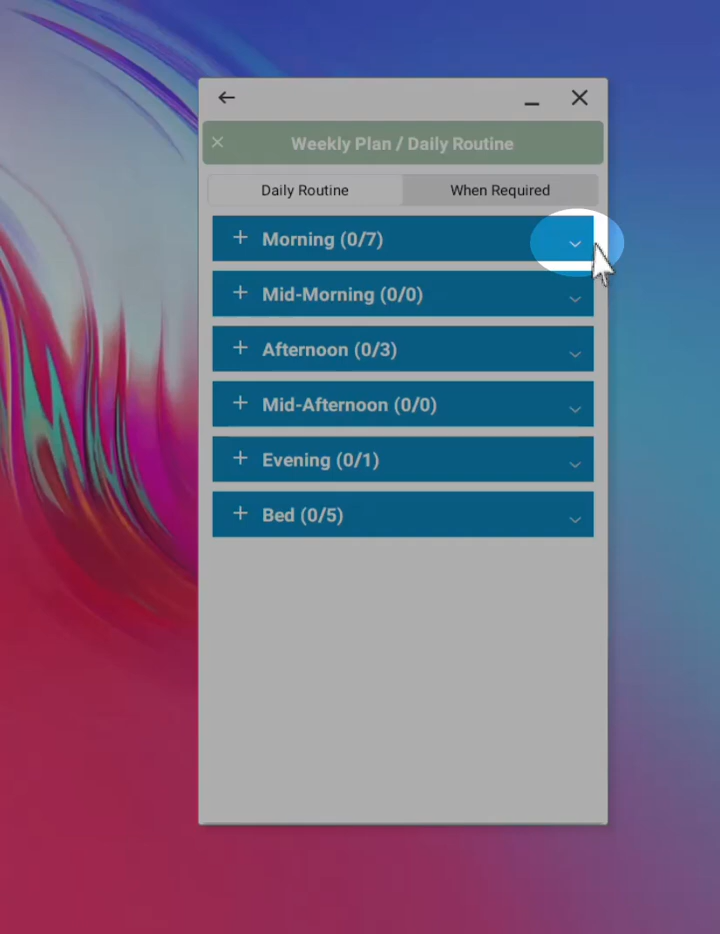 Weekly Plan / Daily Routine
Daily Routine
When Required
Morning (0/7)
Mid-Morning (0/0)
Afternoon (0/3)
Mid-Afternoon (0/0)
Evening (0/1)
Bed (0/5)